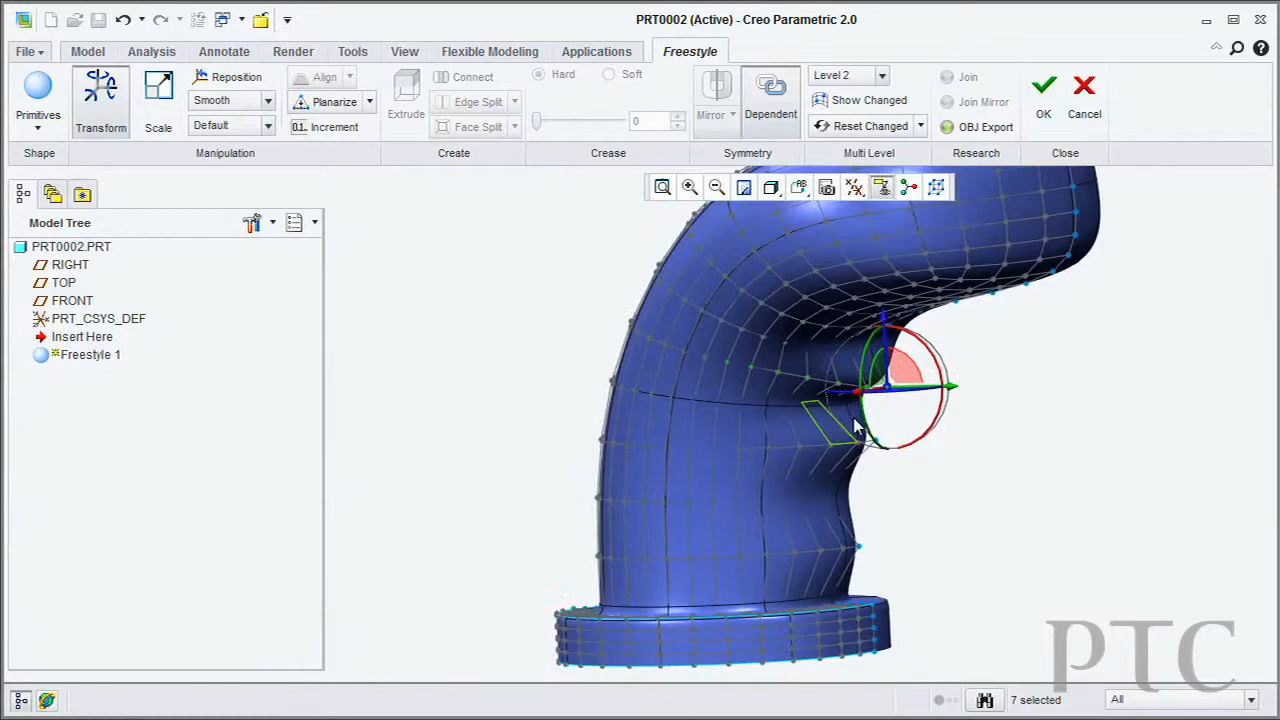 PRT0002 (Active) - Creo Parametric 2.0
File Model Analysis Annotate Render Tools View Flexible Modeling Applications Freestyle
Primitives
Transform
Scale
Reposition
Smooth
Default
Align
Planarize
Increment
Extrude
Connect
Edge Split
Face Split
Hard Soft
0
Mirror
Dependent
Level 2
Show Changed
Reset Changed
Join
Join Mirror
OBJ Export
OK
Cancel
Shape Manipulation Create Crease Symmetry Multi Level Research Close
Model Tree
PRT0002.PRT
RIGHT
TOP
FRONT
PRT_CSYS_DEF
Insert Here
Freestyle 1
PTC
7 selected All